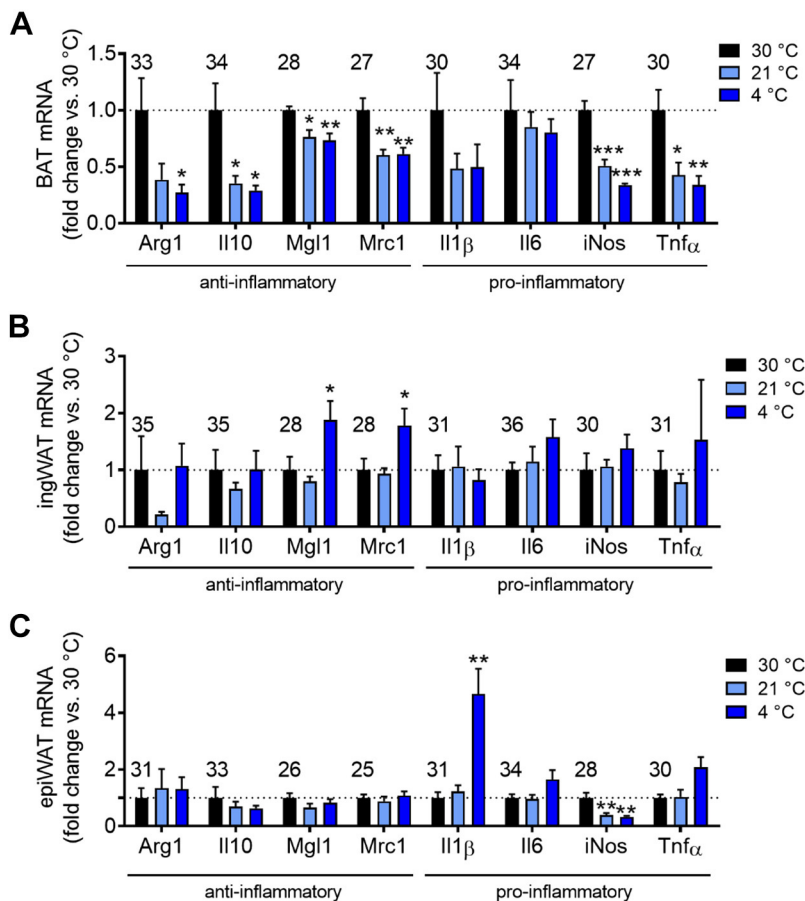 A
BAT mRNA
(fold change vs. 30 °C)
1.5
1.0
0.5
0.0
33 34 28 27 30 34 27 30
* * * * ** ** ** *** *** * **
30 °C
21 °C
4 °C
Arg1 Il10 Mgl1 Mrc1 Il1β Il6 iNos Tnfα
anti-inflammatory pro-inflammatory
B
ingWAT mRNA
(fold change vs. 30 °C)
3
2
1
0
35 35 28 28 31 36 30 31
* *
30 °C
21 °C
4 °C
Arg1 Il10 Mgl1 Mrc1 Il1β Il6 iNos Tnfα
anti-inflammatory pro-inflammatory
C
epiWAT mRNA
(fold change vs. 30 °C)
6
4
2
1
0
31 33 26 25 31 34 28 30
** ** **
30 °C
21 °C
4 °C
Arg1 Il10 Mgl1 Mrc1 Il1β Il6 iNos Tnfα
anti-inflammatory pro-inflammatory